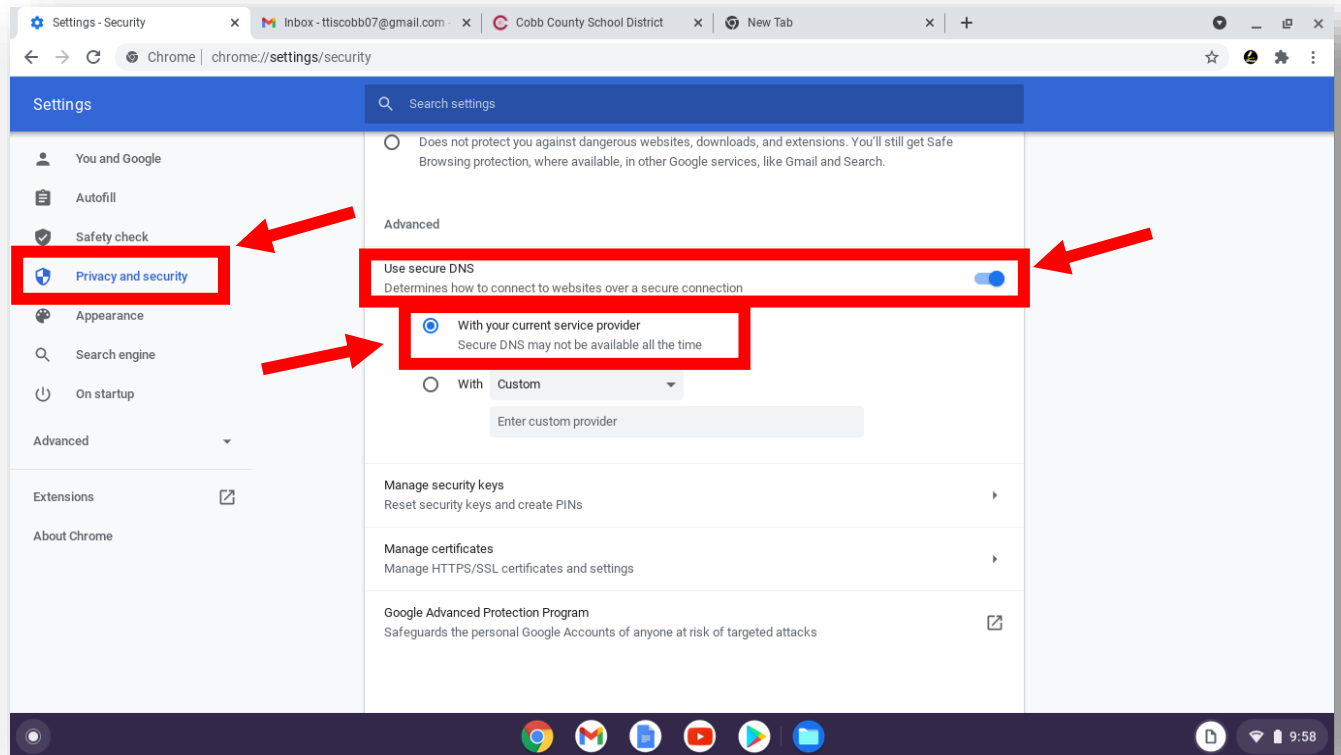 Settings - Security
Inbox - ttiscobb07@gmail.com -
Cobb County School District
New Tab
Chrome
chrome://settings/security
Settings
Search settings
You and Google
Autofill
Safety check
Privacy and security
Appearance
Search engine
On startup
Advanced
Extensions
About Chrome
Does not protect you against dangerous websites, downloads, and extensions. You'll still get Safe
Browsing protection, where available, in other Google services, like Gmail and Search.
Advanced
Use secure DNS
Determines how to connect to websites over a secure connection
With your current service provider
Secure DNS may not be available all the time
With Custom
Enter custom provider
Manage security keys
Reset security keys and create PINs
Manage certificates
Manage HTTPS/SSL certificates and settings
Google Advanced Protection Program
Safeguards the personal Google Accounts of anyone at risk of targeted attacks
9:58